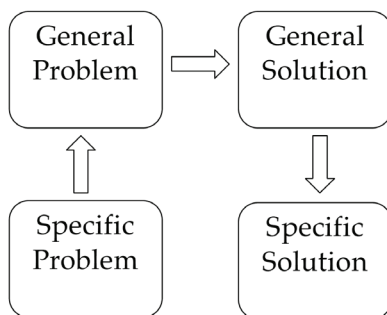 General
Problem
General
Solution
Specific
Problem
Specific
Solution